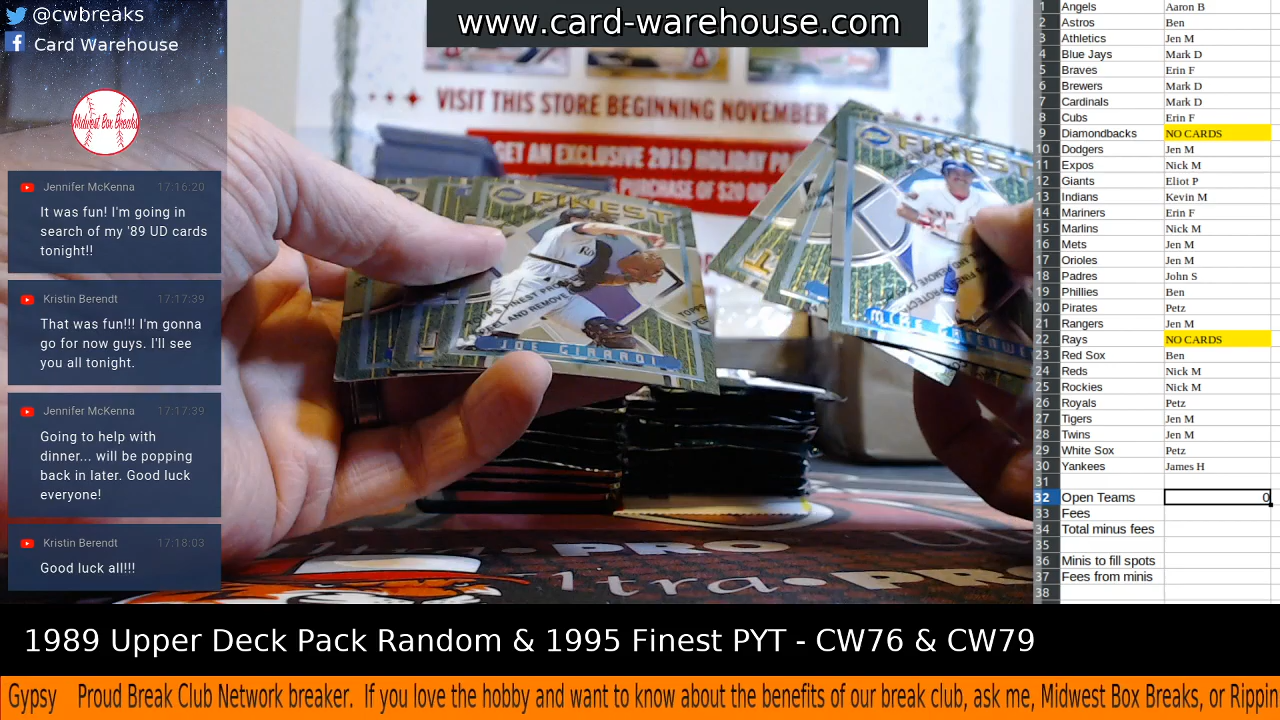 @cwbreaks
Card Warehouse
Midwest Box Breaks
Jennifer McKenna 17:16:20
It was fun! I'm going in
search of my '89 UD cards
tonight!!
Kristin Berendt 17:17:39
That was fun!!! I'm gonna
go for now guys. I'll see
you all tonight.
Jennifer McKenna 17:17:39
Going to help with
dinner... will be popping
back in later. Good luck
everyone!
Kristin Berendt 17:18:03
Good luck all!!!
www.card-warehouse.com
VISIT THIS STORE BEGINNING NOVEMBER
GET AN EXCLUSIVE 2019 HOLIDAY
PURCHASE OF $20
FINEST
JOE GIRARDI
FINEST
MIKE
PRO
PRO
1 Angels Aaron B
2 Astros Ben
3 Athletics Jen M
4 Blue Jays Mark D
5 Braves Erin F
6 Brewers Mark D
7 Cardinals Mark D
8 Cubs Erin F
9 Diamondbacks NO CARDS
10 Dodgers Jen M
11 Expos Nick M
12 Giants Eliot P
13 Indians Kevin M
14 Mariners Erin F
15 Marlins Nick M
16 Mets Jen M
17 Orioles Jen M
18 Padres John S
19 Phillies Ben
20 Pirates Petz
21 Rangers Jen M
22 Rays NO CARDS
23 Red Sox Ben
24 Reds Nick M
25 Rockies Nick M
26 Royals Petz
27 Tigers Jen M
28 Twins Jen M
29 White Sox Petz
30 Yankees James H
31
32 Open Teams 0
33 Fees
34 Total minus fees
35
36 Minis to fill spots
37 Fees from minis
38
1989 Upper Deck Pack Random & 1995 Finest PYT - CW76 & CW79
Gypsy Proud Break Club Network breaker. If you love the hobby and want to know about the benefits of our break club, ask me, Midwest Box Breaks, or Rippin